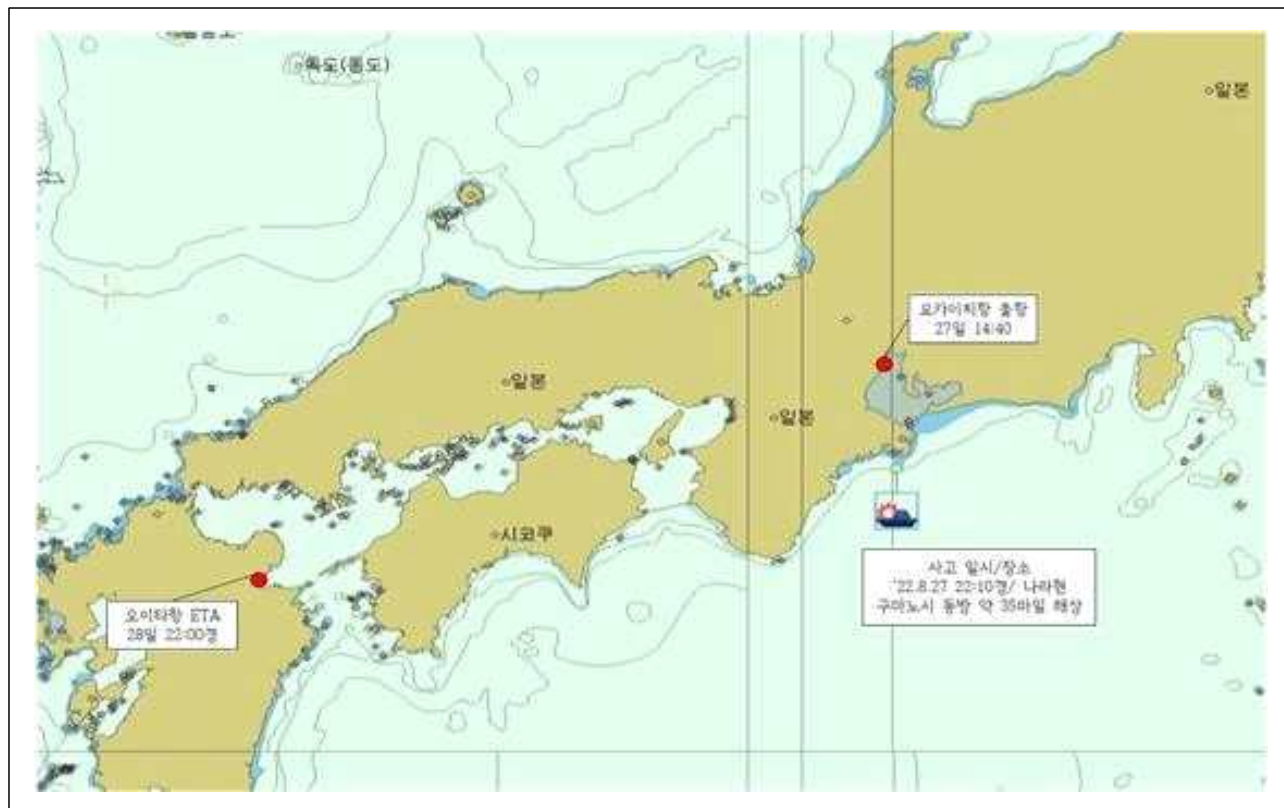 독도(동도)
일본
요카이치항 출항
27일 14:40
일본
일본
시코쿠
사고 일시/장소
'22.8.27 22:10경/ 나라현
구마노시 동방 약 35마일 해상
오이타항 ETA
28일 22:00경